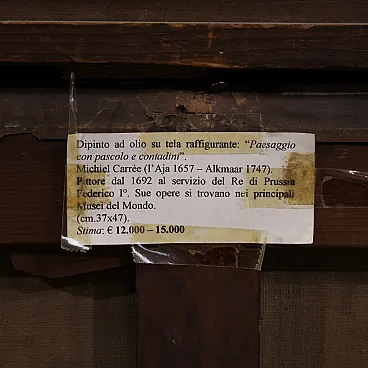 Dipinto ad olio su tela raffigurante: “Paesaggio
con pascolo e contadini”.
Michiel Carrèe (l’Aja 1657 – Alkmaar 1747).
Pittore dal 1692 al servizio del Re di Prussia
Federico I°. Sue opere si trovano nei principali
Musei del Mondo.
(cm.37x47).
Stima: € 12.000 – 15.000